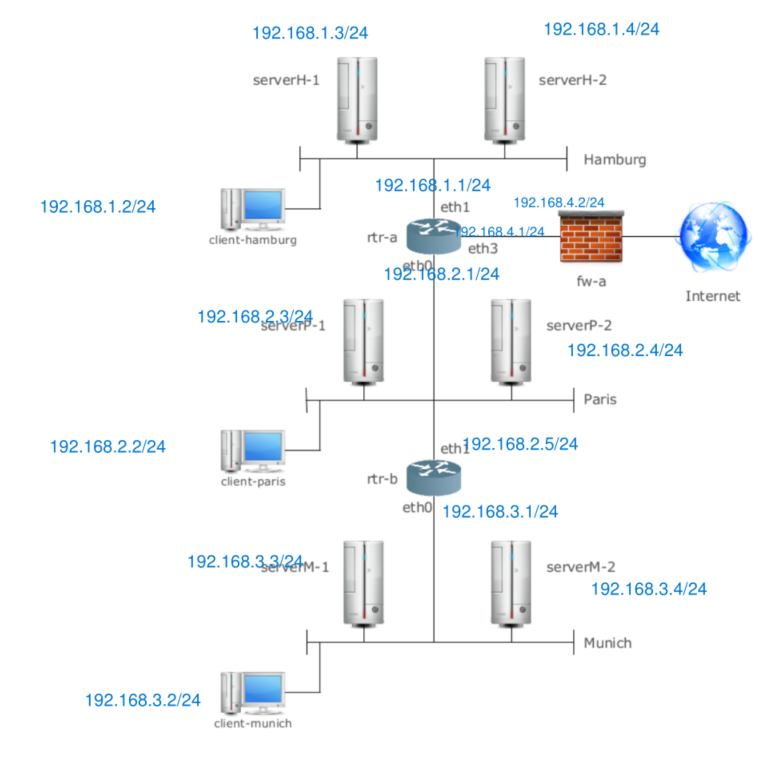 192.168.1.3/24
192.168.1.4/24
serverH-1
serverH-2
Hamburg
192.168.1.1/24
192.168.1.2/24
eth1
192.168.4.2/24
client-hamburg
rtr-a
192.168.4.1/24
eth3
eth0
192.168.2.1/24
fw-a
Internet
192.168.2.3/24
serverP-1
serverP-2
192.168.2.4/24
Paris
192.168.2.2/24
eth1
192.168.2.5/24
client-paris
rtr-b
eth0
192.168.3.1/24
192.168.3.3/24
serverM-1
serverM-2
192.168.3.4/24
Munich
192.168.3.2/24
client-munich